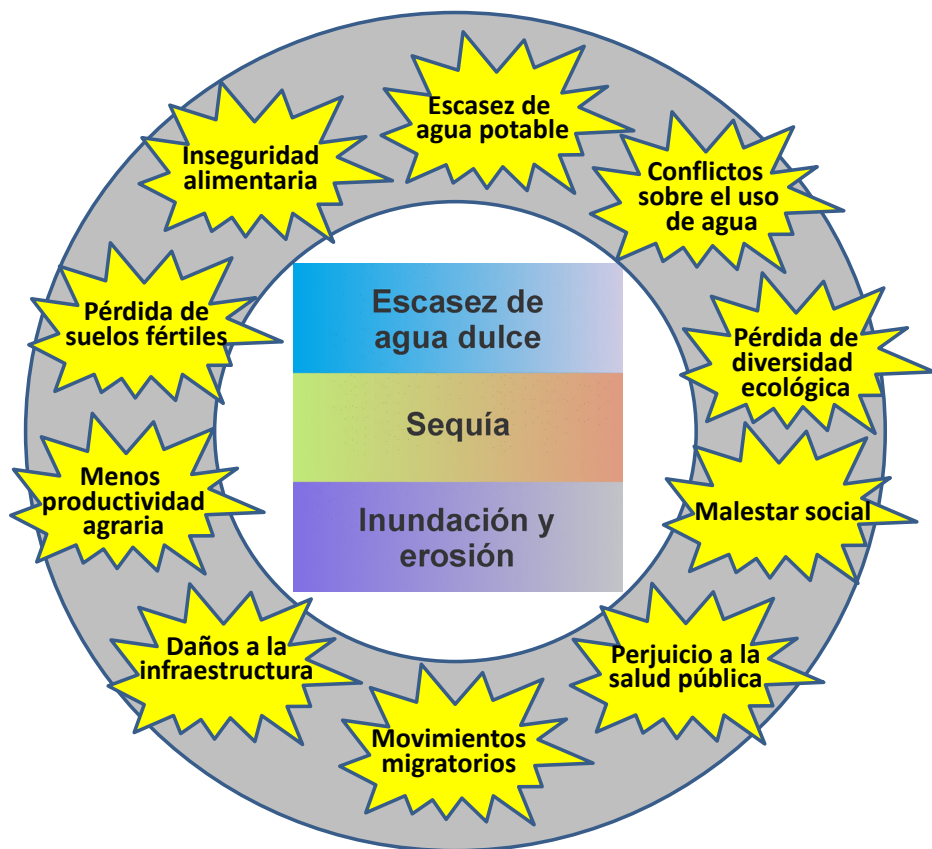 Escasez de
agua potable
Conflictos
sobre el uso
de agua
Pérdida de
diversidad
ecológica
Malestar social
Perjuicio a la
salud pública
Movimientos
migratorios
Daños a la
infraestructura
Menos
productividad
agraria
Pérdida de
suelos fértiles
Inseguridad
alimentaria
Escasez de
agua dulce
Sequía
Inundación y
erosión